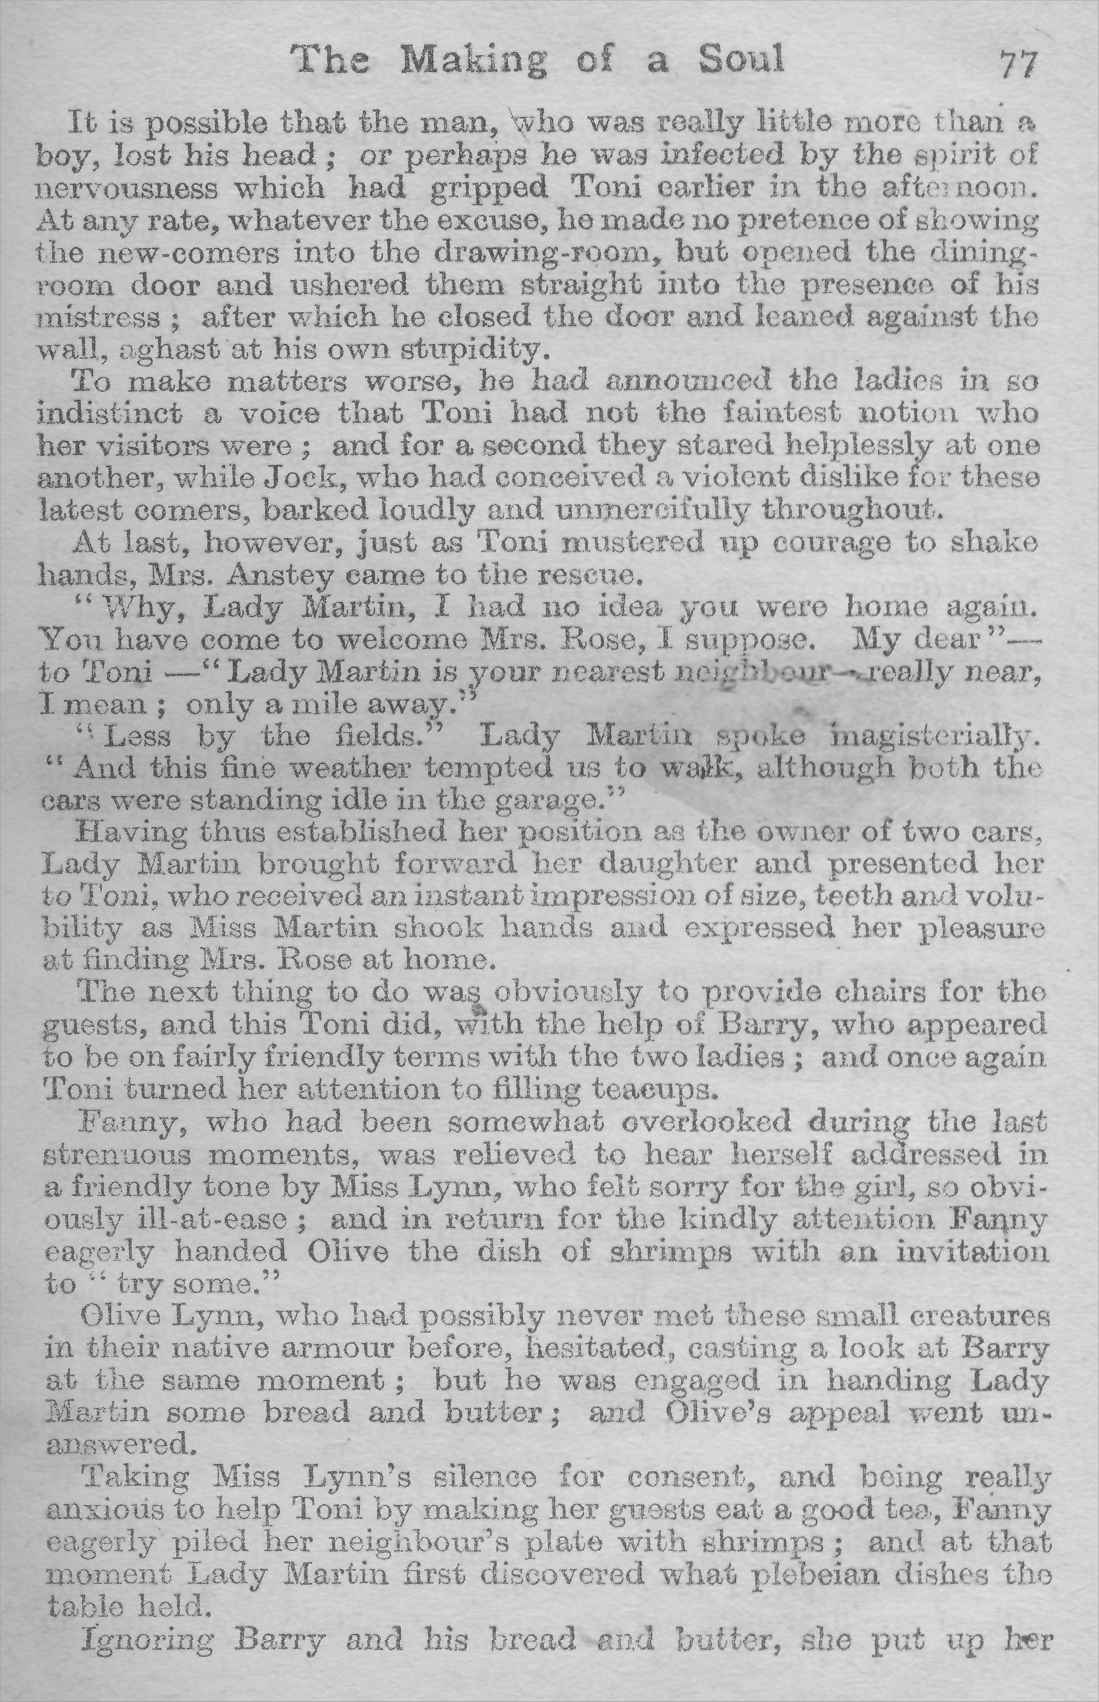 The Making of a Soul 77
It is possible that the man, who was really little more than a
boy, lost his head ; or perhaps he was infected by the spirit of
nervousness which had gripped Toni earlier in the afternoon.
At any rate, whatever the excuse, he made no pretence of showing
the new-comers into the drawing-room, but opened the dining-
room door and ushered them straight into the presence of his
mistress ; after which he closed the door and leaned against the
wall, aghast at his own stupidity.
To make matters worse, he had announced the ladies in so
indistinct a voice that Toni had not the faintest notion who
her visitors were ; and for a second they stared helplessly at one
another, while Jock, who had conceived a violent dislike for these
latest comers, barked loudly and unmercifully throughout.
At last, however, just as Toni mustered up courage to shake
hands, Mrs. Anstey came to the rescue.
“ Why, Lady Martin, I had no idea you were home again.
You have come to welcome Mrs. Rose, I suppose. My dear ”—
to Toni —“ Lady Martin is your nearest neighbour—really near,
I mean ; only a mile away.”
“ Less by the fields.” Lady Martin spoke magisterially.
“ And this fine weather tempted us to walk, although both the
cars were standing idle in the garage.”
Having thus established her position as the owner of two cars,
Lady Martin brought forward her daughter and presented her
to Toni, who received an instant impression of size, teeth and volu-
bility as Miss Martin shook hands and expressed her pleasure
at finding Mrs. Rose at home.
The next thing to do was obviously to provide chairs for the
guests, and this Toni did, with the help of Barry, who appeared
to be on fairly friendly terms with the two ladies ; and once again
Toni turned her attention to filling teacups.
Fanny, who had been somewhat overlooked during the last
strenuous moments, was relieved to hear herself addressed in
a friendly tone by Miss Lynn, who felt sorry for the girl, so obvi-
ously ill-at-ease ; and in return for the kindly attention Fanny
eagerly handed Olive the dish of shrimps with an invitation
to “ try some.”
Olive Lynn, who had possibly never met these small creatures
in their native armour before, hesitated, casting a look at Barry
at the same moment ; but he was engaged in handing Lady
Martin some bread and butter ; and Olive’s appeal went un-
answered.
Taking Miss Lynn’s silence for consent, and being really
anxious to help Toni by making her guests eat a good tea, Fanny
eagerly piled her neighbour’s plate with shrimps ; and at that
moment Lady Martin first discovered what plebeian dishes the
table held.
Ignoring Barry and his bread and butter, she put up her